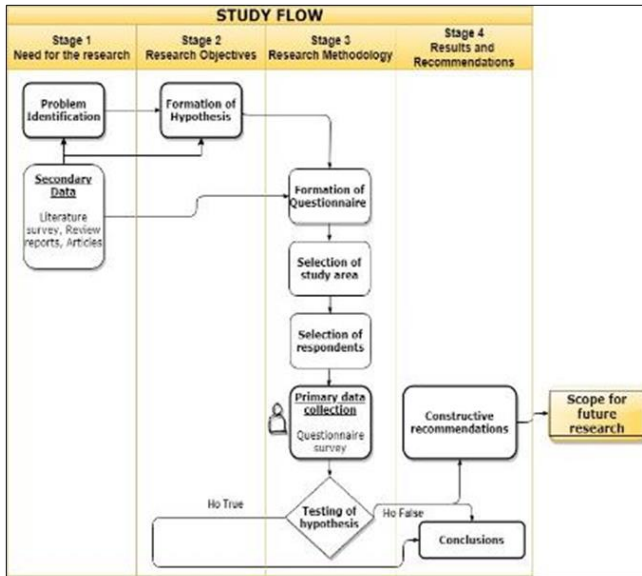 STUDY FLOW
Stage 1
Need for the research
Stage 2
Research Objectives
Stage 3
Research Methodology
Stage 4
Results and
Recommendations
Problem
Identification
Formation of
Hypothesis
Secondary
Data
Literature
survey, Review
reports, Articles
Formation of
Questionnaire
Selection of
study area
Selection of
respondents
Primary data
collection
Questionnaire
survey
Constructive
recommendations
Scope for
future
research
Ho True
Testing of
hypothesis
Ho False
Conclusions